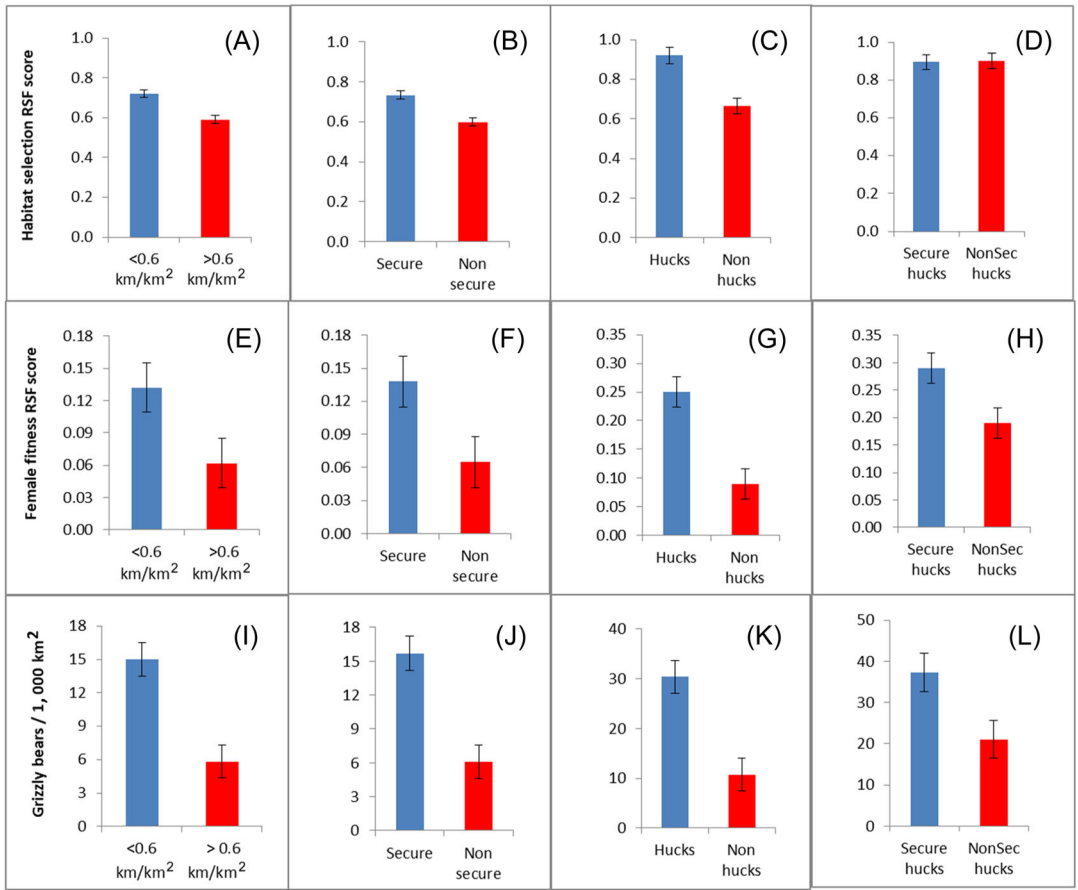 Habitat selection RSF score
(A)
1.0
0.8
0.6
0.4
0.2
0.0
<0.6 >0.6
km/km² km/km²
(B)
1.0
0.8
0.6
0.4
0.2
0.0
Secure Non
secure
(C)
1.0
0.8
0.6
0.4
0.2
0.0
Hucks Non
hucks
(D)
1.0
0.8
0.6
0.4
0.2
0.0
Secure NonSec
hucks hucks
Female fitness RSF score
(E)
0.18
0.15
0.12
0.09
0.06
0.03
0.00
<0.6 >0.6
km/km² km/km²
(F)
0.18
0.15
0.12
0.09
0.06
0.03
0.00
Secure Non
secure
(G)
0.35
0.30
0.25
0.20
0.15
0.10
0.05
0.00
Hucks Non
hucks
(H)
0.35
0.30
0.25
0.20
0.15
0.10
0.05
0.00
Secure NonSec
hucks hucks
Grizzly bears / 1,000 km²
(I)
18
15
12
9
6
3
0
<0.6 > 0.6
km/km² km/km²
(J)
18
15
12
9
6
3
0
Secure Non
secure
(K)
40
30
20
10
0
Hucks Non
hucks
(L)
50
40
30
20
10
0
Secure NonSec
hucks hucks